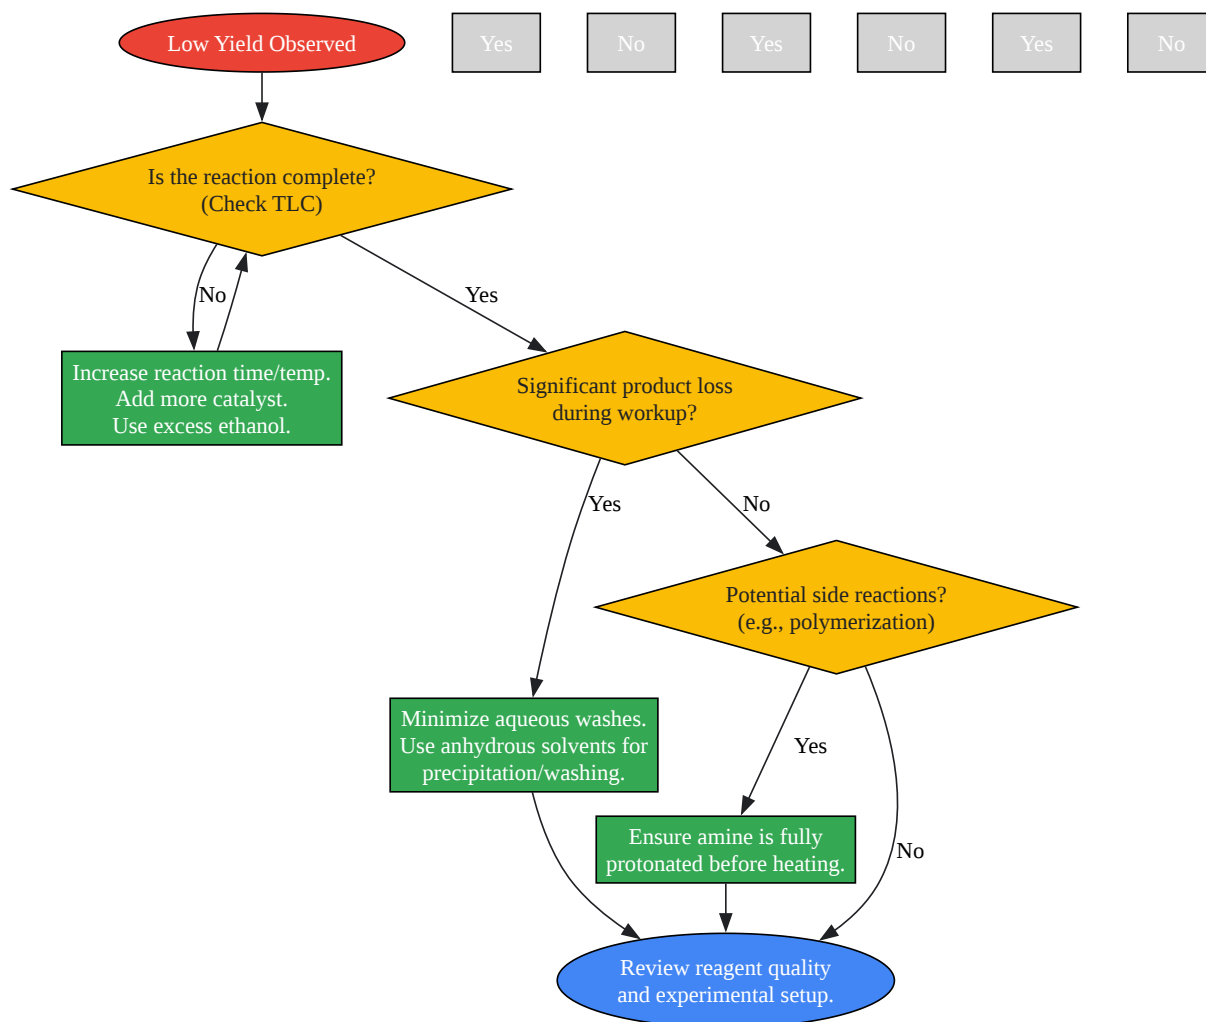 Low Yield Observed
Yes
No
Yes
No
Yes
No
Is the reaction complete?
(Check TLC)
No
Yes
Increase reaction time/temp.
Add more catalyst.
Use excess ethanol.
Significant product loss
during workup?
Yes
No
Potential side reactions?
(e.g., polymerization)
Minimize aqueous washes.
Use anhydrous solvents for
precipitation/washing.
Yes
Ensure amine is fully
protonated before heating.
No
Review reagent quality
and experimental setup.